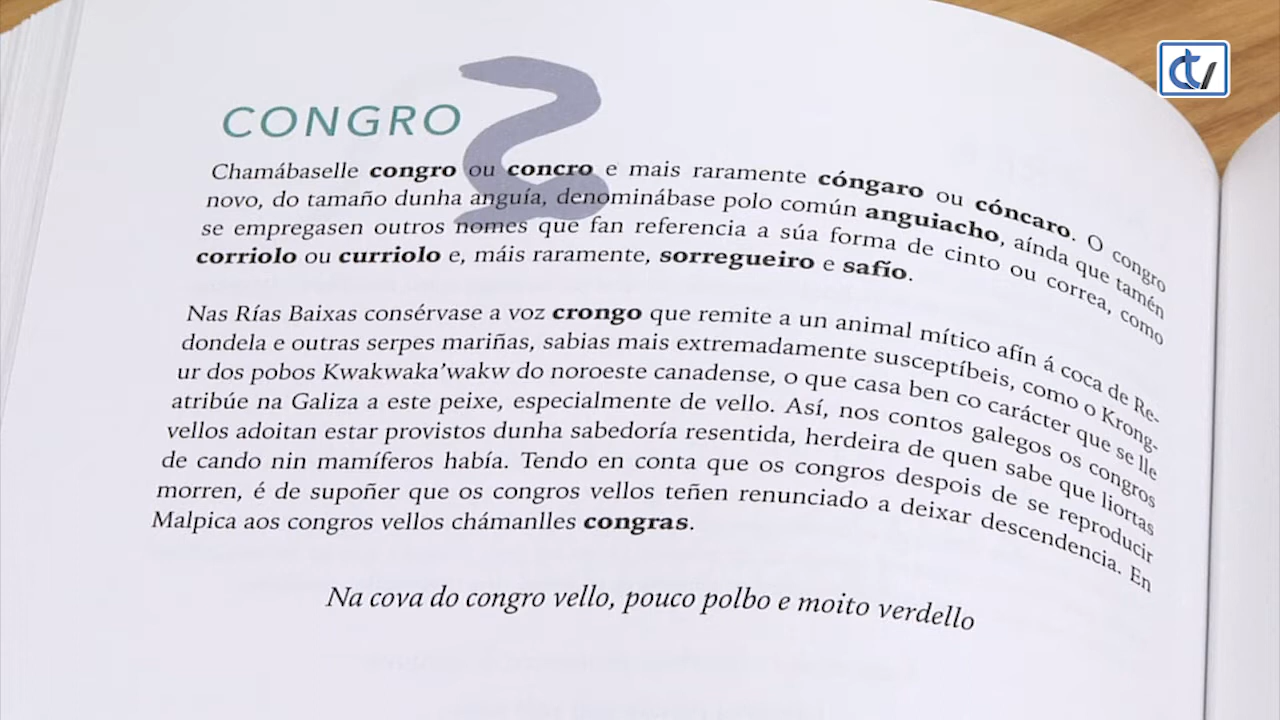 CONGRO
Chamábaselle congro ou concro e mais raramente cóngaro ou cóncaro. O congro
novo, do tamaño dunha anguía, denominábase polo común anguiacho, aínda que tamén
se empregasen outros nomes que fan referencia a súa forma de cinto ou correa, como
corriolo ou curriolo e, máis raramente, sorregueiro e safío.
Nas Rías Baixas consérvase a voz crongo que remite a un animal mítico afín á coca de Re-
dondela e outras serpes mariñas, sabias mais extremadamente susceptíbeis, como o Krong-
ur dos pobos Kwakwaka'wakw do noroeste canadense, o que casa ben co carácter que se lle
atribúe na Galiza a este peixe, especialmente de vello. Así, nos contos galegos os congros
vellos adoitan estar provistos dunha sabedoría resentida, herdeira de quen sabe que liortas
de cando nin mamíferos había. Tendo en conta que os congros despois de se reproducir
morren, é de supoñer que os congros vellos teñen renunciado a deixar descendencia. En
Malpica aos congros vellos chámanlles congras.
Na cova do congro vello, pouco polbo e moito verdello